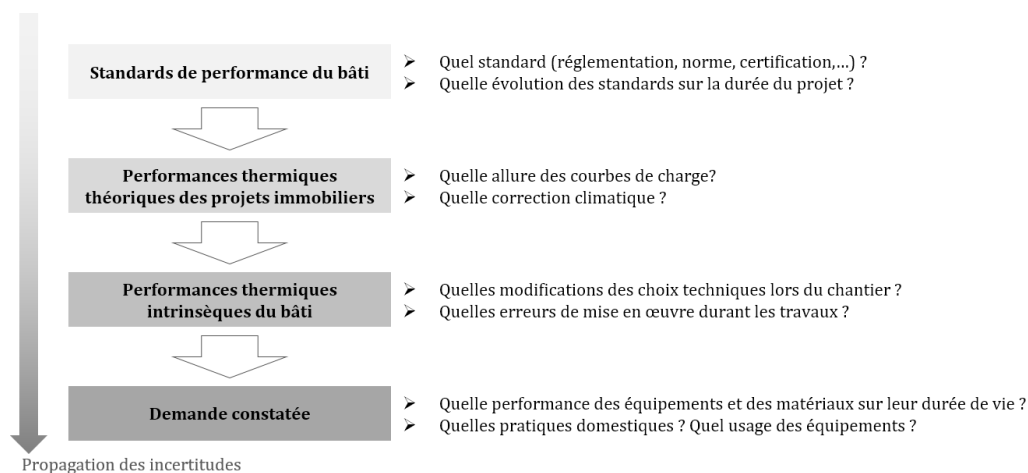 Standards de performance du bâti
➢ Quel standard (réglementation, norme, certification,…) ?
➢ Quelle évolution des standards sur la durée du projet ?
Performances thermiques
théoriques des projets immobiliers
➢ Quelle allure des courbes de charge?
➢ Quelle correction climatique ?
Performances thermiques
intrinsèques du bâti
➢ Quelles modifications des choix techniques lors du chantier ?
➢ Quelles erreurs de mise en œuvre durant les travaux ?
Demande constatée
➢ Quelle performance des équipements et des matériaux sur leur durée de vie ?
➢ Quelles pratiques domestiques ? Quel usage des équipements ?
Propagation des incertitudes